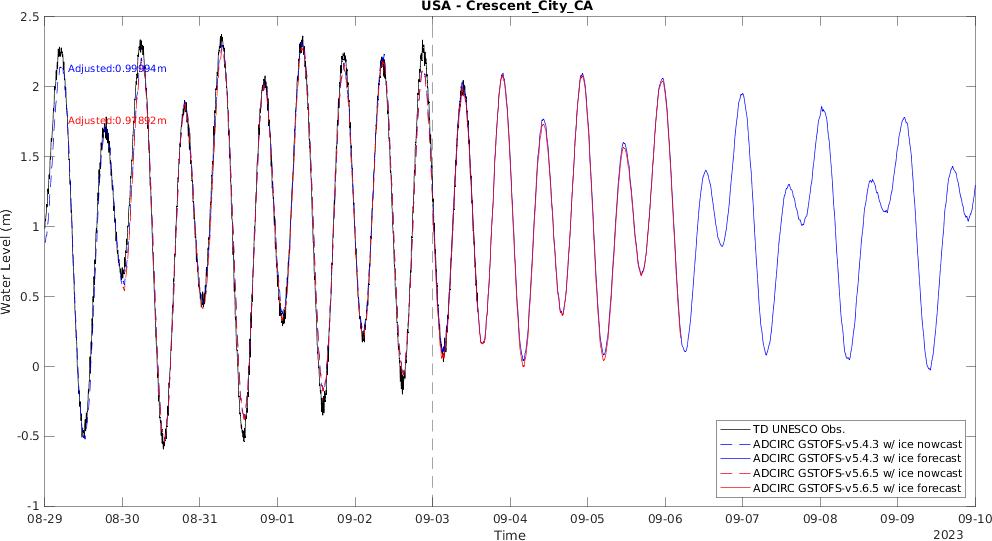 USA - Crescent_City_CA
2.5
2
1.5
1
0.5
0
-0.5
-1
Water Level (m)
Adjusted:0.99994m
Adjusted:0.97892m
TD UNESCO Obs.
ADCIRC GSTOFS-v5.4.3 w/ ice nowcast
ADCIRC GSTOFS-v5.4.3 w/ ice forecast
ADCIRC GSTOFS-v5.6.5 w/ ice nowcast
ADCIRC GSTOFS-v5.6.5 w/ ice forecast
08-29 08-30 08-31 09-01 09-02 09-03 09-04 09-05 09-06 09-07 09-08 09-09 09-10
Time
2023